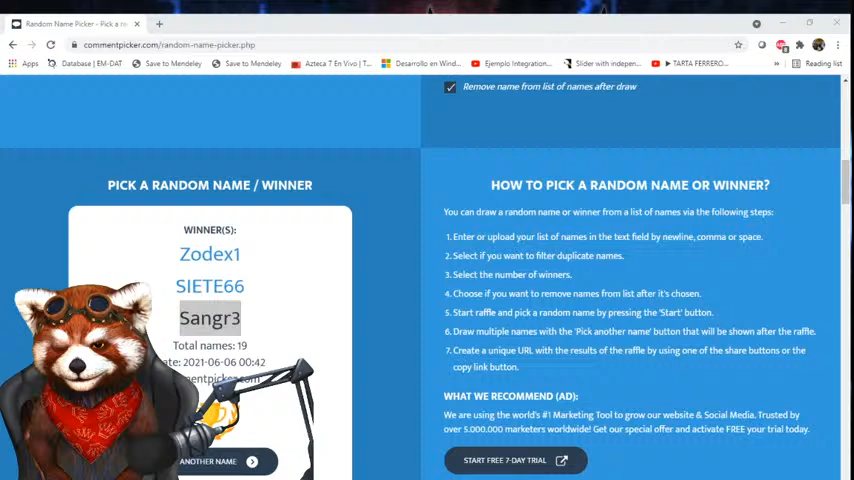 Random Name Picker - Pick a r
commentpicker.com/random-name-picker.php
Apps
Database | EM-DAT
Save to Mendeley
Save to Mendeley
Azteca 7 En Vivo | T...
Desarrollo en Wind...
Ejemplo Integration...
Slider with indepen...
► TARTA FERRERO...
»
Reading list
Remove name from list of names after draw
PICK A RANDOM NAME / WINNER
WINNER(S):
Zodex1
SIETE66
Sangr3
Total names: 19
ate: 2021-06-06 00:42
mentpicker.com
ANOTHER NAME
HOW TO PICK A RANDOM NAME OR WINNER?
You can draw a random name or winner from a list of names via the following steps:
1. Enter or upload your list of names in the text field by newline, comma or space.
2. Select if you want to filter duplicate names.
3. Select the number of winners.
4. Choose if you want to remove names from list after it's chosen.
5. Start raffle and pick a random name by pressing the 'Start' button.
6. Draw multiple names with the 'Pick another name' button that will be shown after the raffle.
7. Create a unique URL with the results of the raffle by using one of the share buttons or the
copy link button.
WHAT WE RECOMMEND (AD):
We are using the world's #1 Marketing Tool to grow our website & Social Media. Trusted by
over 5.000.000 marketers worldwide! Get our special offer and activate FREE your trial today.
START FREE 7-DAY TRIAL